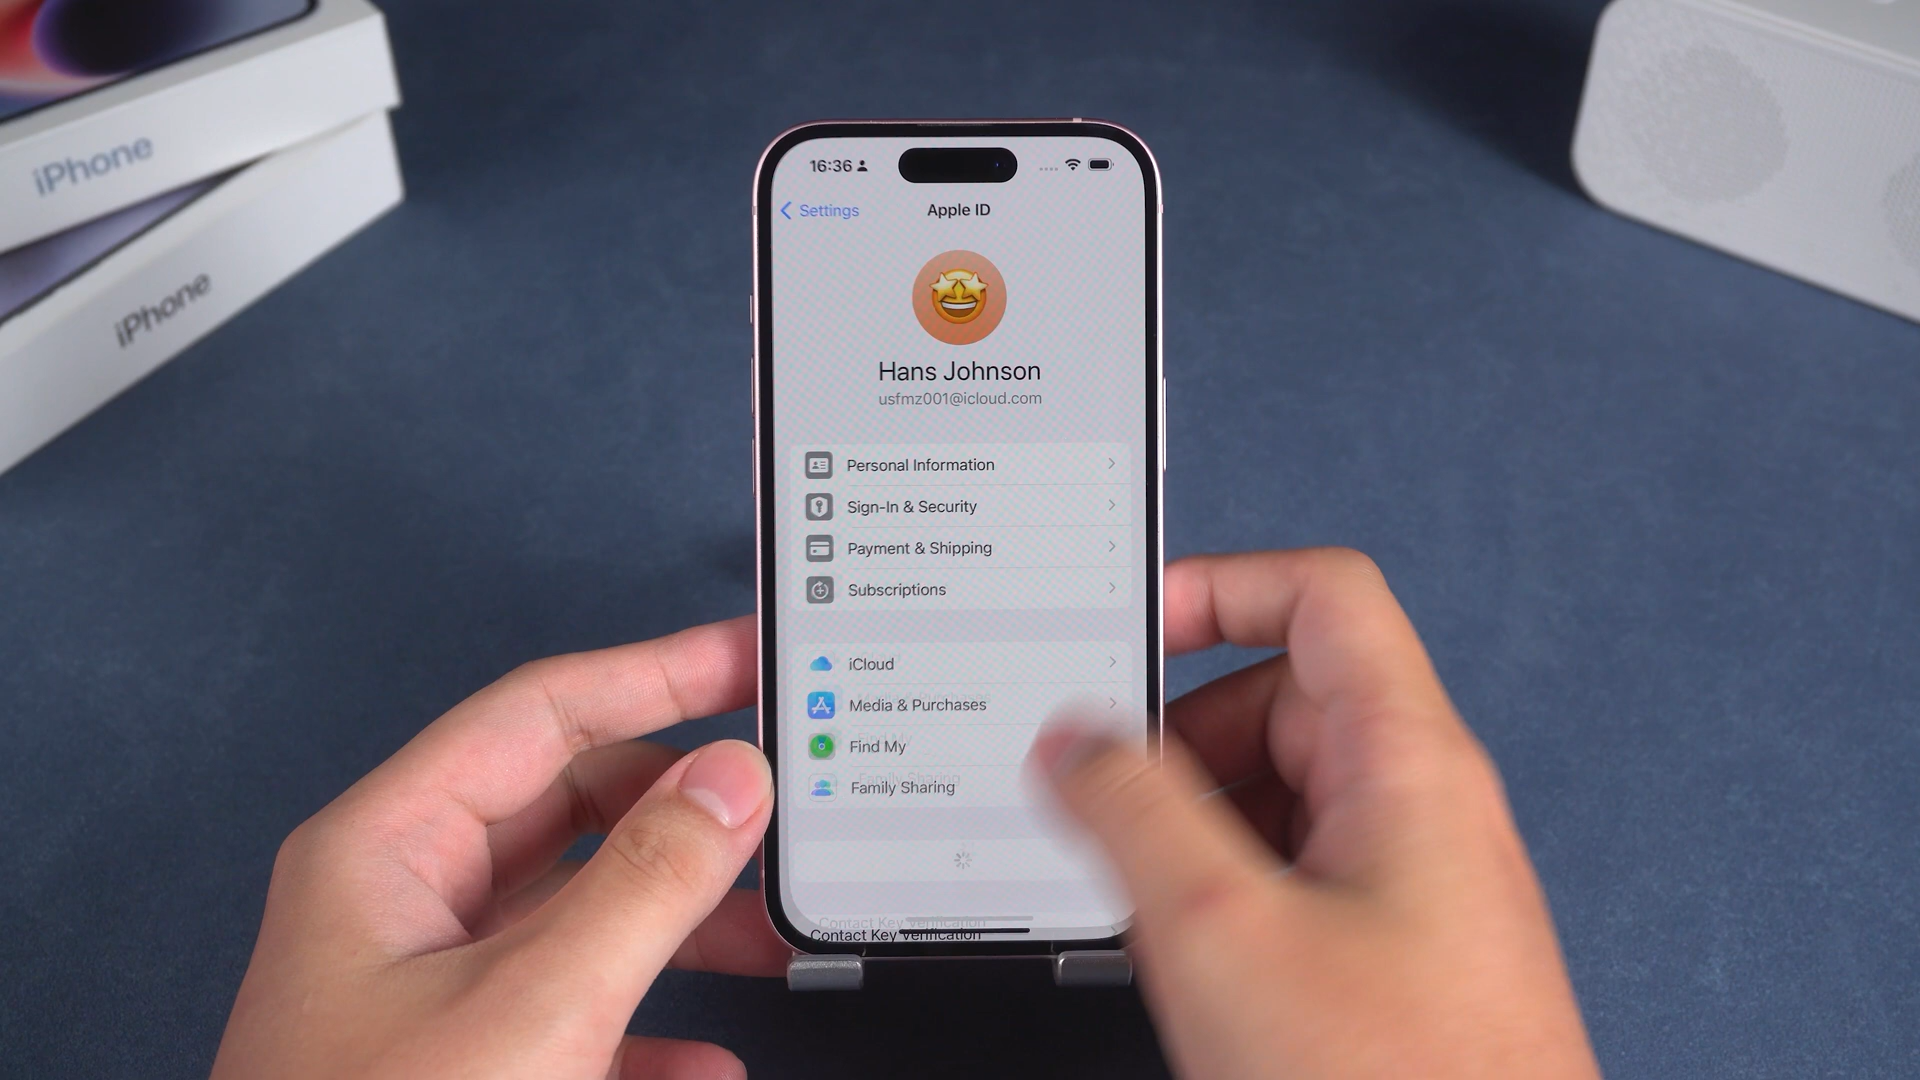 iPhone
iPhone
16:36
Settings
Apple ID
Hans Johnson
usfmz001@icloud.com
Personal Information
Sign-In & Security
Payment & Shipping
Subscriptions
iCloud
Media & Purchases
Find My
Family Sharing
Contact Key Verification